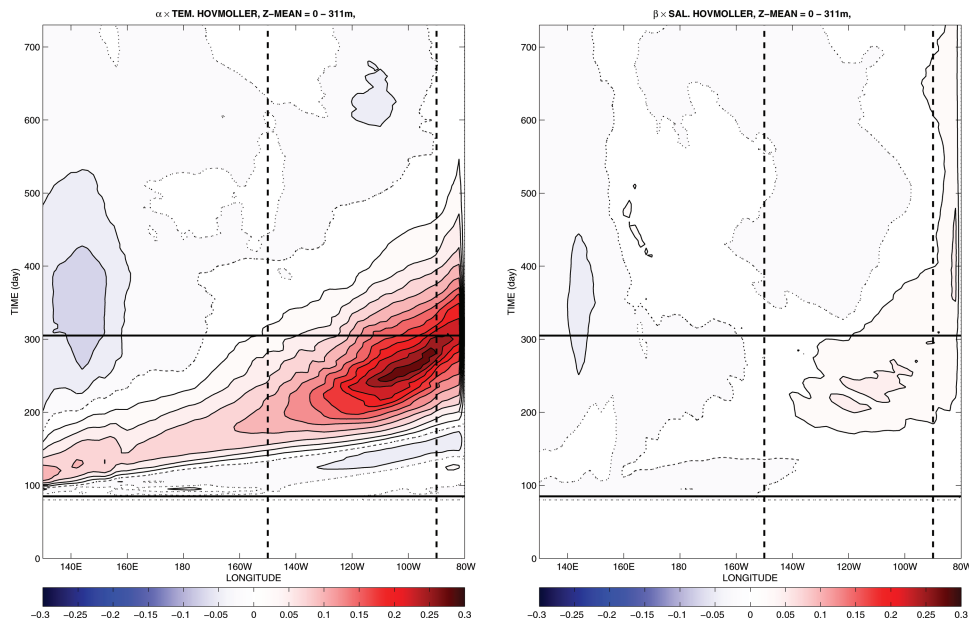 α × TEM. HOVMOLLER, Z−MEAN = 0 − 311m,
700
600
500
400
300
200
100
0
TIME (day)
140E 160E 180W 160W 140W 120W 100W 80W
LONGITUDE
−0.3 −0.25 −0.2 −0.15 −0.1 −0.05 0 0.05 0.1 0.15 0.2 0.25 0.3
β × SAL. HOVMOLLER, Z−MEAN = 0 − 311m,
700
600
500
400
300
200
100
0
TIME (day)
140E 160E 180W 160W 140W 120W 100W 80W
LONGITUDE
−0.3 −0.25 −0.2 −0.15 −0.1 −0.05 0 0.05 0.1 0.15 0.2 0.25 0.3